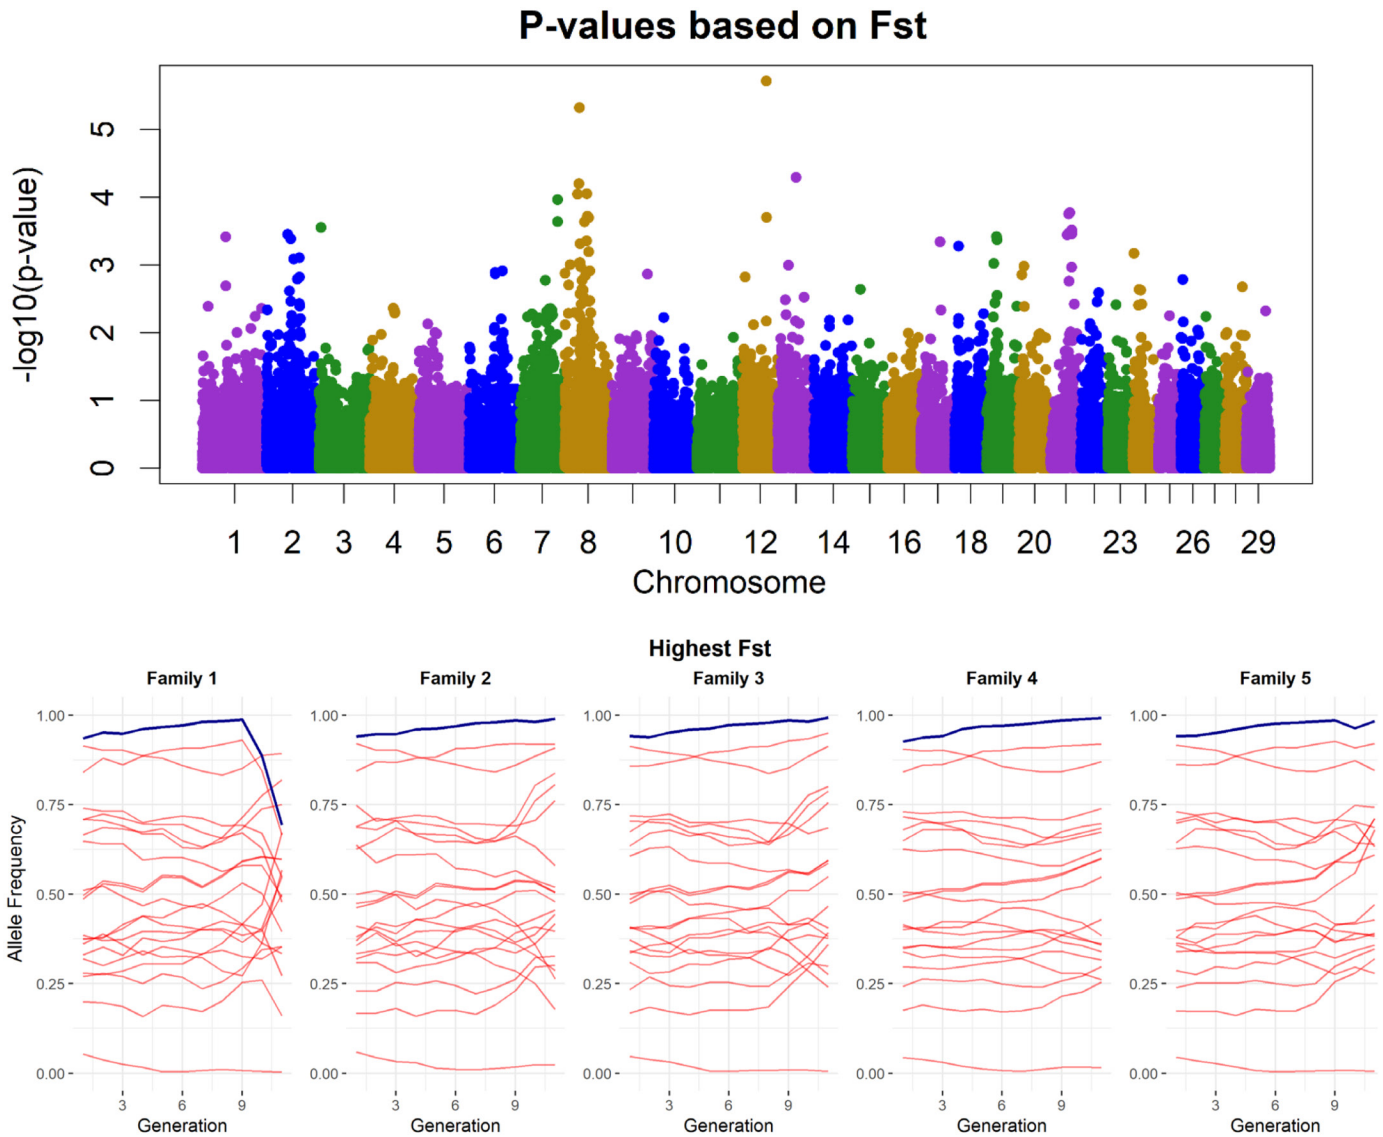 P-values based on Fst
-log10(p-value)
5
4
3
2
1
0
1 2 3 4 5 6 7 8 10 12 14 16 18 20 23 26 29
Chromosome
Highest Fst
Family 1 Family 2 Family 3 Family 4 Family 5
Allele Frequency
1.00 1.00 1.00 1.00 1.00
0.75 0.75 0.75 0.75 0.75
0.50 0.50 0.50 0.50 0.50
0.25 0.25 0.25 0.25 0.25
0.00 0.00 0.00 0.00 0.00
3 6 9 3 6 9 3 6 9 3 6 9 3 6 9
Generation Generation Generation Generation Generation